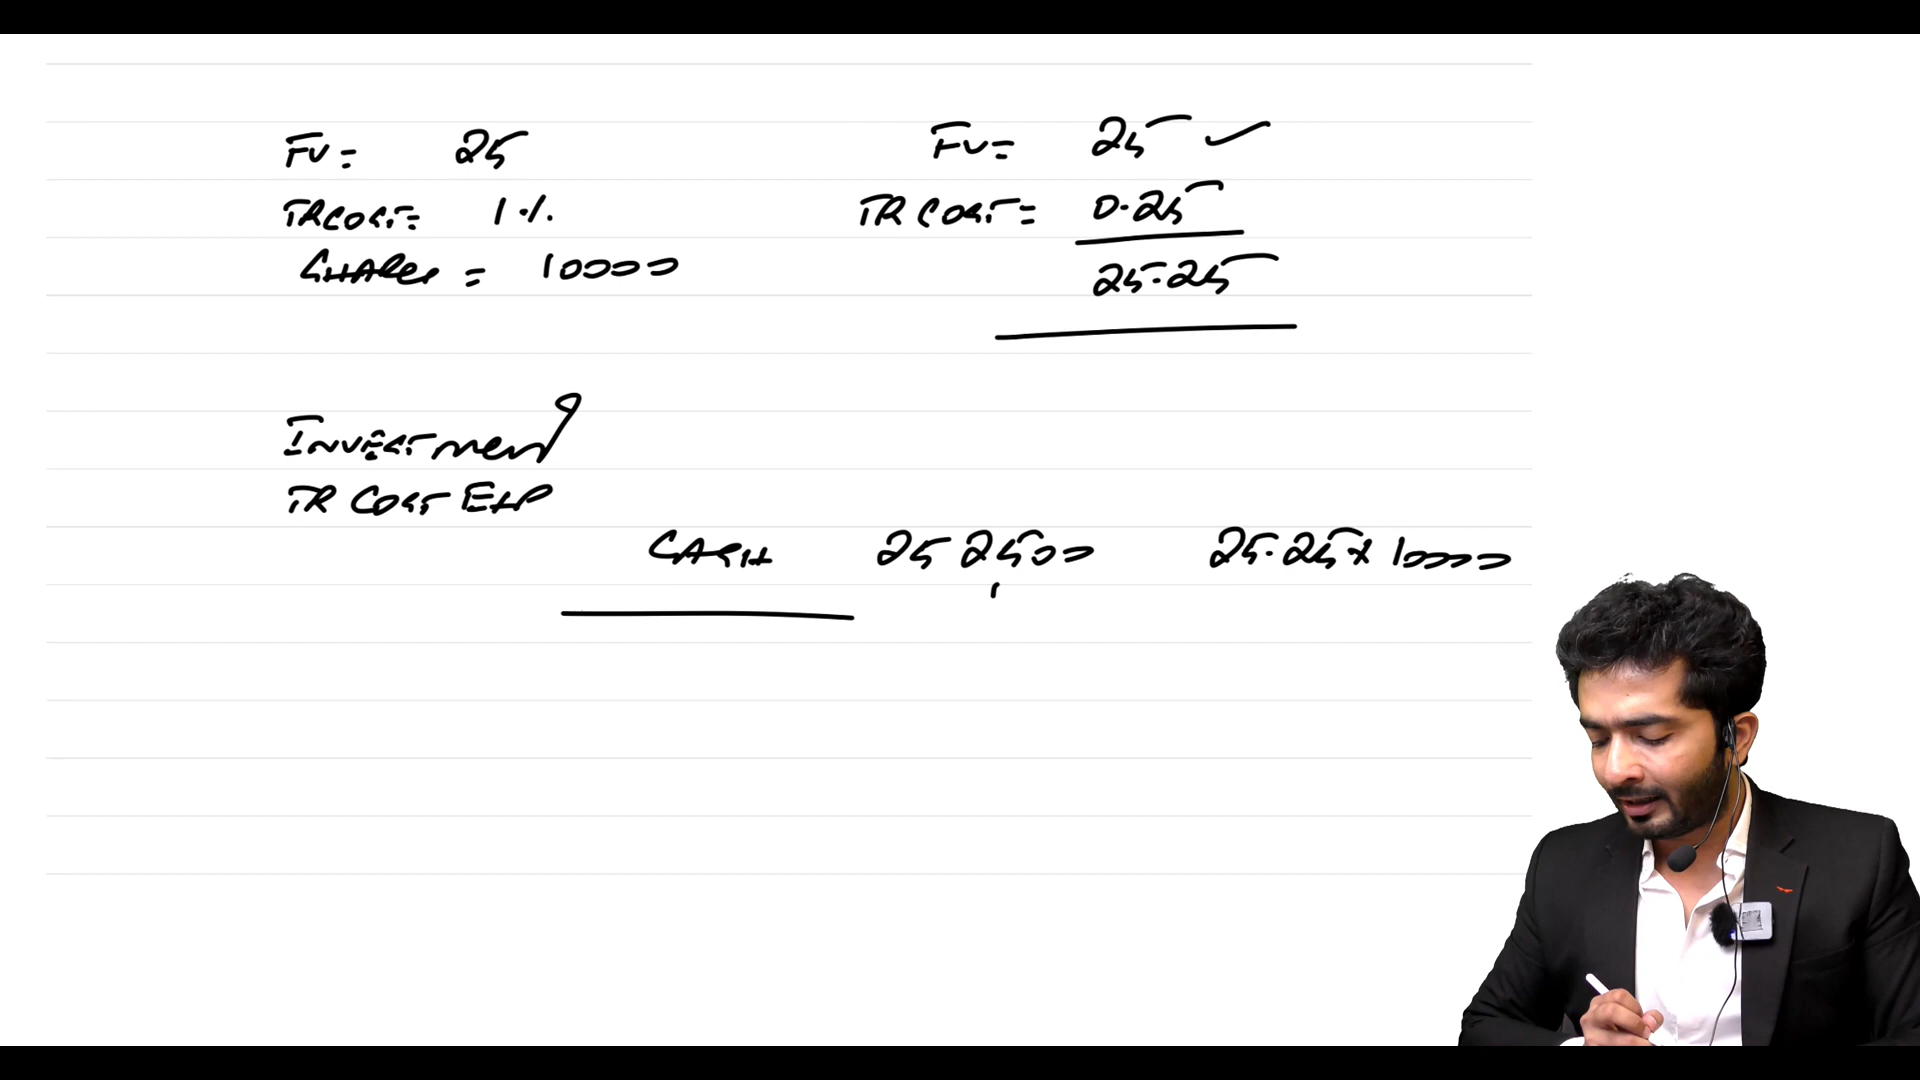 FV = 25
TR COST = 1%
SHARES = 10000
FV = 25 ✓
TR COST = 0.25
25.25
INVESTMENT
TR COST EXP
CASH 252500 25.25 x 10000